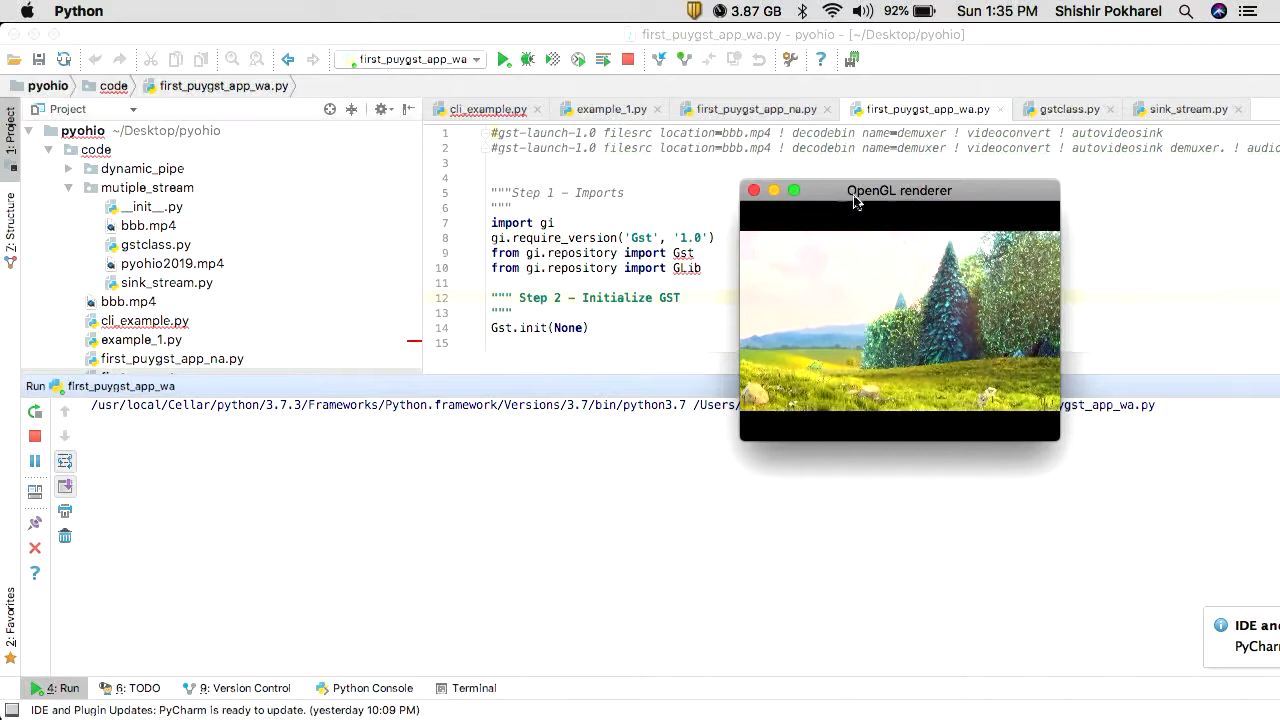 Python 3.87 GB 92% Sun 1:35 PM Shishir Pokharel
first_puygst_app_wa.py - pyohio - [~/Desktop/pyohio]
first_puygst_app_wa
pyohio code first_puygst_app_wa.py
Project cli_example.py example_1.py first_puygst_app_na.py first_puygst_app_wa.py gstclass.py sink_stream.py
1: Project
7: Structure
2: Favorites
pyohio ~/Desktop/pyohio
code
dynamic_pipe
mutiple_stream
__init__.py
bbb.mp4
gstclass.py
pyohio2019.mp4
sink_stream.py
bbb.mp4
cli_example.py
example_1.py
first_puygst_app_na.py
1 #gst-launch-1.0 filesrc location=bbb.mp4 ! decodebin name=demuxer ! videoconvert ! autovideosink
2 #gst-launch-1.0 filesrc location=bbb.mp4 ! decodebin name=demuxer ! videoconvert ! autovideosink demuxer. ! audio
3
4
5 """Step 1 - Imports
6 """
7 import gi
8 gi.require_version('Gst', '1.0')
9 from gi.repository import Gst
10 from gi.repository import GLib
11
12 """ Step 2 - Initialize GST
13 """
14 Gst.init(None)
15
OpenGL renderer
Run first_puygst_app_wa
/usr/local/Cellar/python/3.7.3/Frameworks/Python.framework/Versions/3.7/bin/python3.7 /Users/ ygst_app_wa.py
IDE an
PyCharm
4: Run 6: TODO 9: Version Control Python Console Terminal
IDE and Plugin Updates: PyCharm is ready to update. (yesterday 10:09 PM)